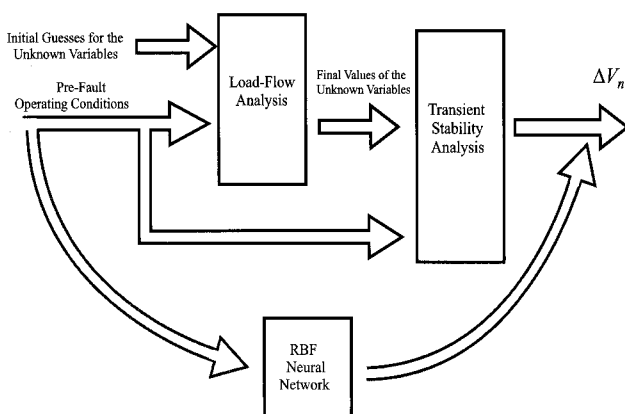 Initial Guesses for the
Unknown Variables
Pre-Fault
Operating Conditions
Load-Flow
Analysis
Final Values of the
Unknown Variables
Transient
Stability
Analysis
ΔVn
RBF
Neural
Network